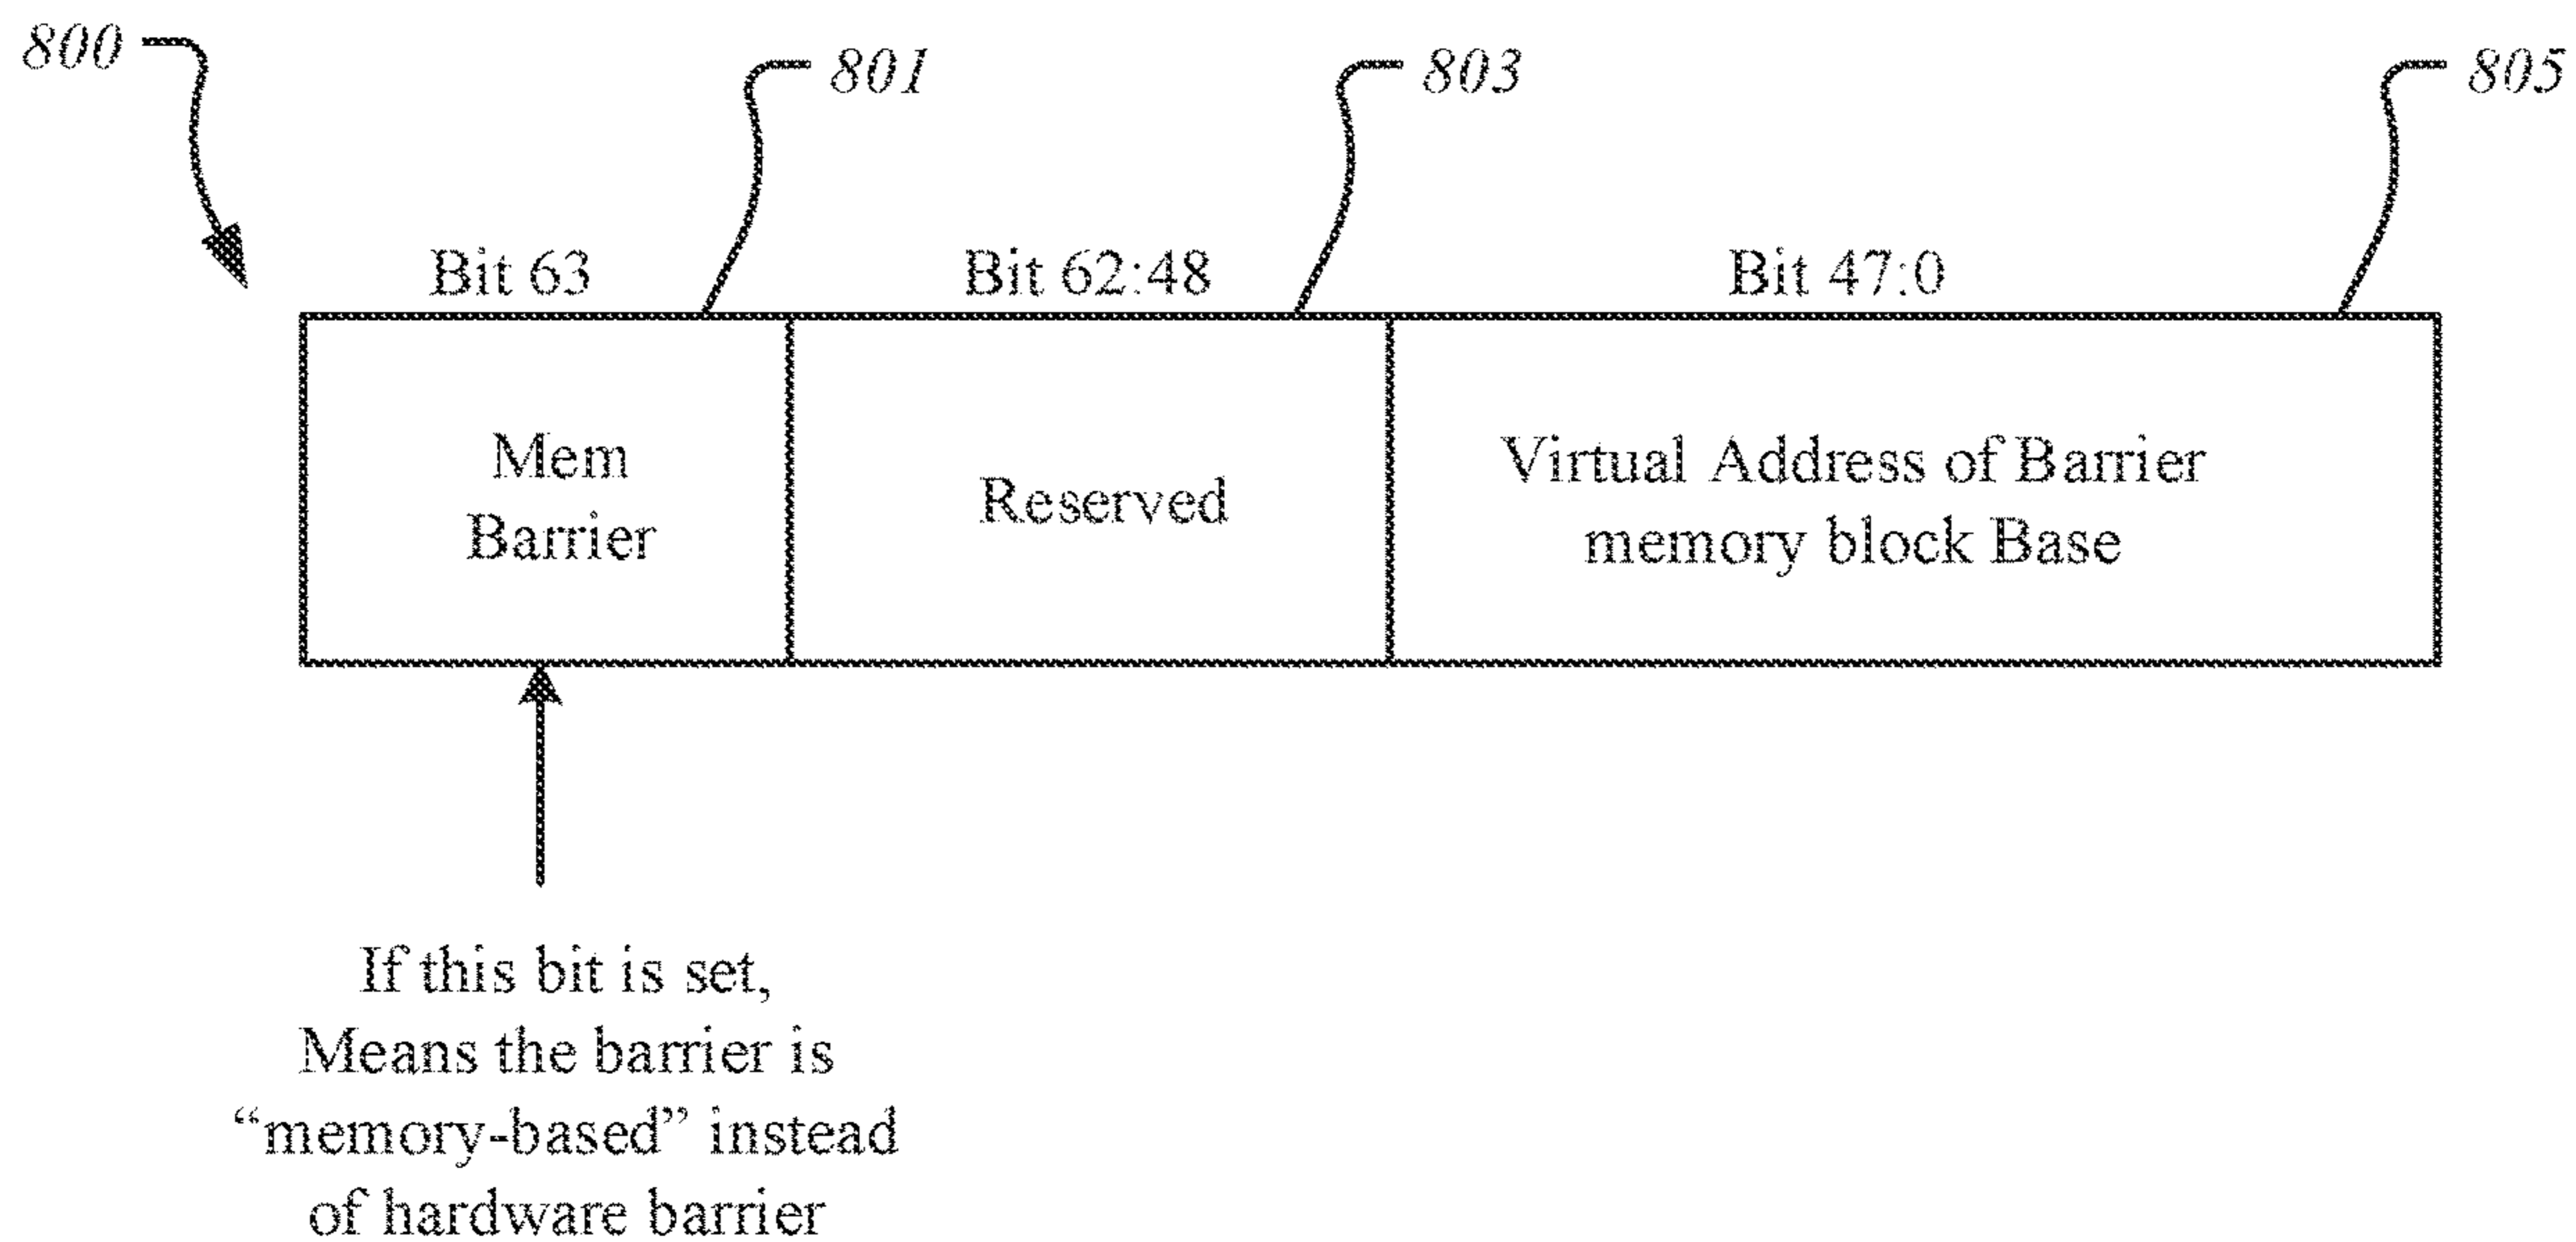 800
801
803
805
Bit 63
Bit 62:48
Bit 47:0
Mem
Barrier
Reserved
Virtual Address of Barrier
memory block Base
If this bit is set,
Means the barrier is
“memory-based” instead
of hardware barrier